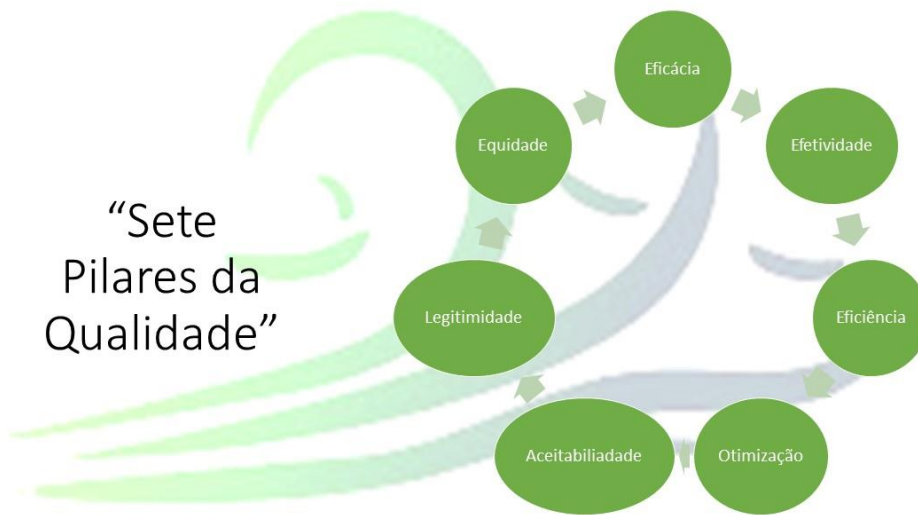 “Sete
Pilares da
Qualidade”
Eficácia
Efetividade
Eficiência
Otimização
Aceitabiliadade
Legitimidade
Equidade